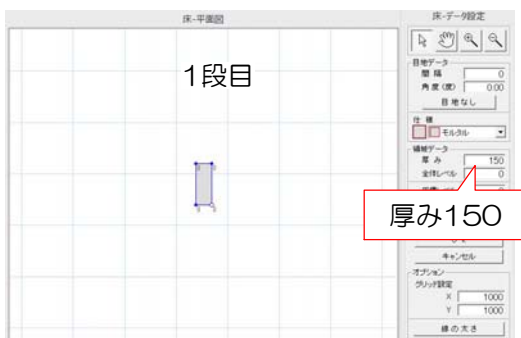 床-平面図
床-データ設定
1段目
目地データ
間隔 0
角度(度) 0.00
目地なし
仕様
モルタル
領域データ
厚み 150
全体レベル 0
厚み150
キャンセル
オプション
グリッド設定
X 1000
Y 1000
線の太さ